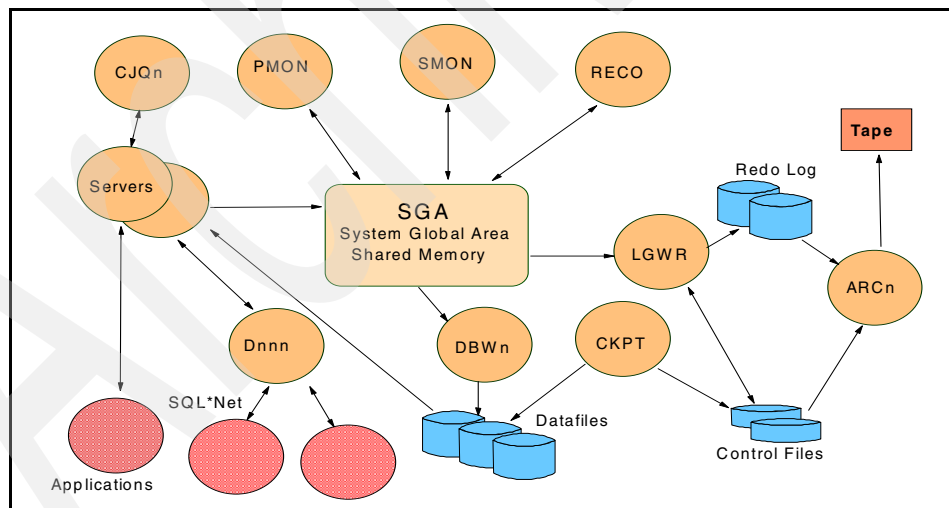 CJQn
PMON
SMON
RECO
Tape
Servers
Redo Log
SGA
System Global Area
Shared Memory
LGWR
ARCn
Dnnn
DBWn
CKPT
SQL*Net
Datafiles
Control Files
Applications